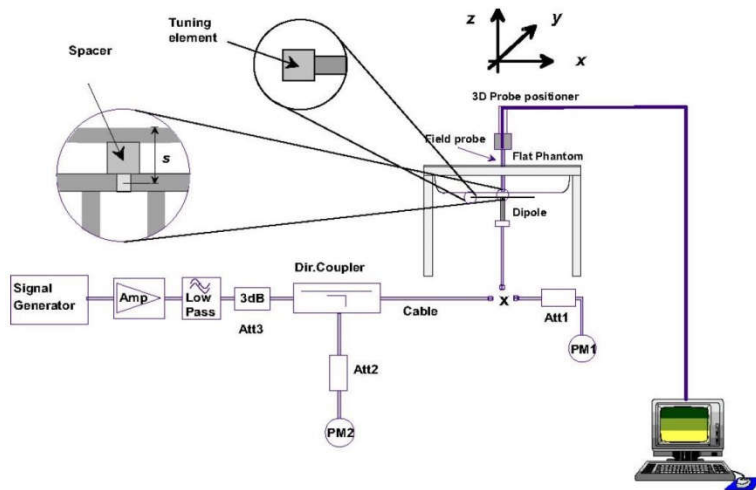 Tuning
element
Spacer
s
z
y
x
3D Probe positioner
Field probe
Flat Phantom
Dipole
Dir.Coupler
Signal
Generator
Amp
Low
Pass
3dB
Att3
Cable
x
Att1
PM1
Att2
PM2